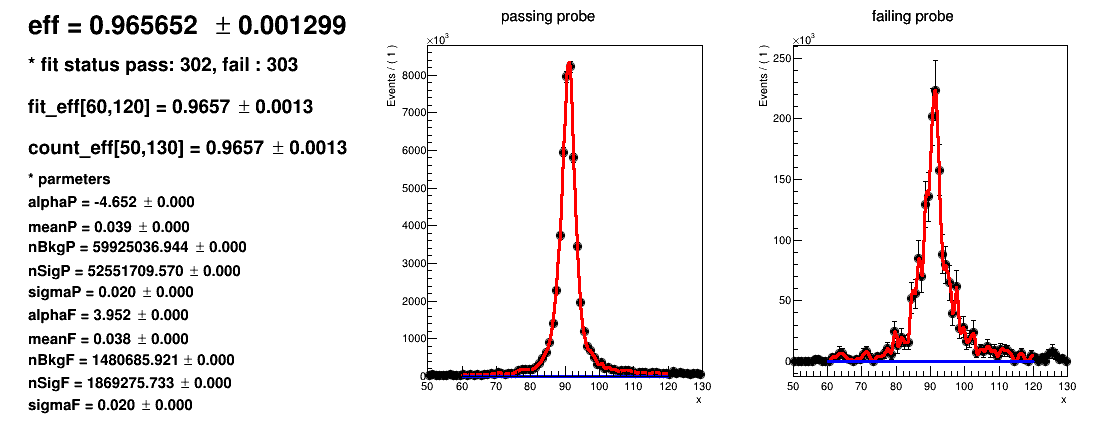 eff = 0.965652 ± 0.001299
* fit status pass: 302, fail : 303
fit_eff[60,120] = 0.9657 ± 0.0013
count_eff[50,130] = 0.9657 ± 0.0013
* parmeters
alphaP = -4.652 ± 0.000
meanP = 0.039 ± 0.000
nBkgP = 59925036.944 ± 0.000
nSigP = 52551709.570 ± 0.000
sigmaP = 0.020 ± 0.000
alphaF = 3.952 ± 0.000
meanF = 0.038 ± 0.000
nBkgF = 1480685.921 ± 0.000
nSigF = 1869275.733 ± 0.000
sigmaF = 0.020 ± 0.000
passing probe
×10³
Events / ( 1 )
8000
7000
6000
5000
4000
3000
2000
1000
0
50 60 70 80 90 100 110 120 130
x
failing probe
×10³
Events / ( 1 )
250
200
150
100
50
0
50 60 70 80 90 100 110 120 130
x